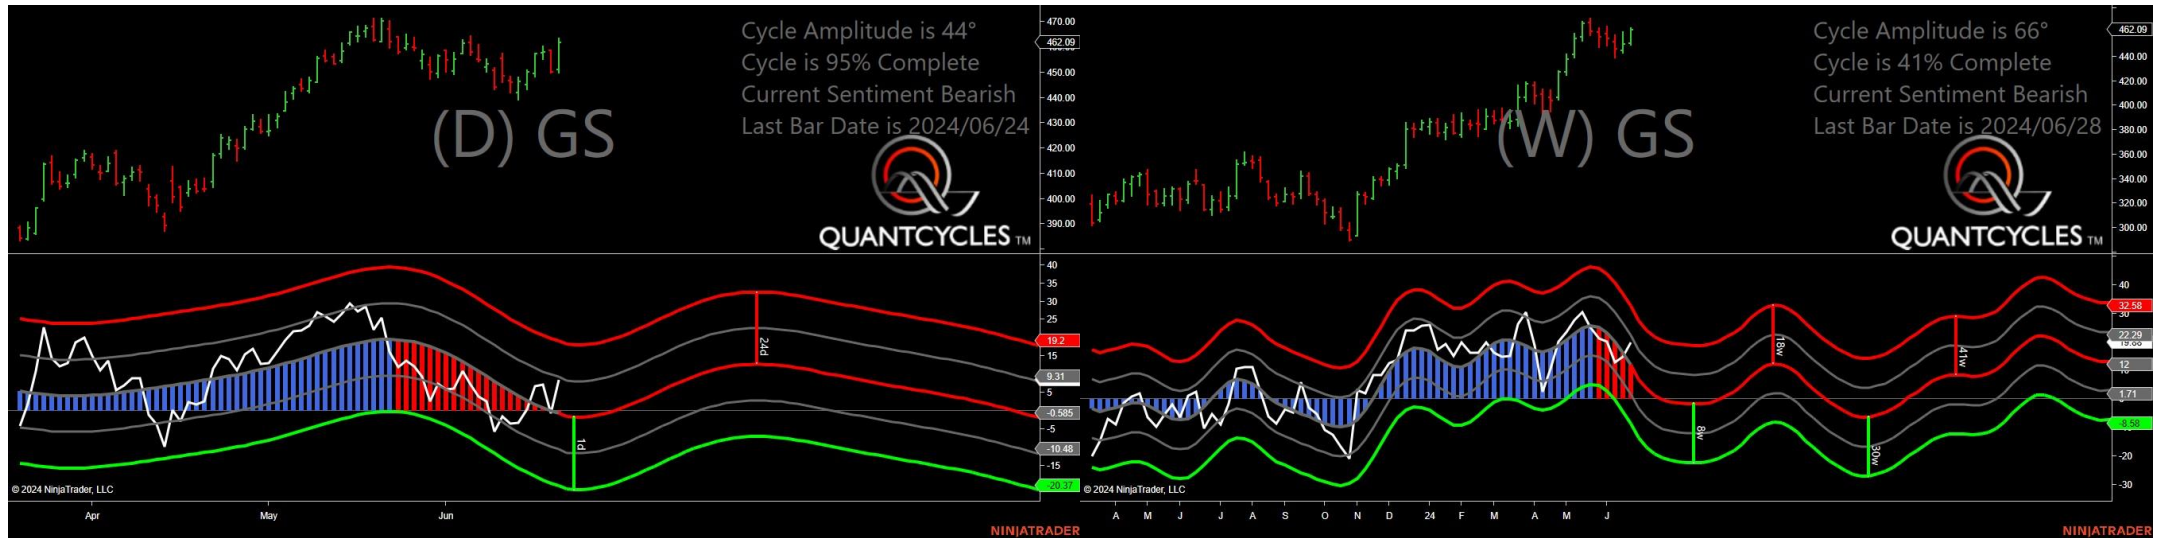 Cycle Amplitude is 44°
Cycle is 95% Complete
Current Sentiment Bearish
Last Bar Date is 2024/06/24
(D) GS
QUANTCYCLES TM
470.00
462.09
450.00
440.00
430.00
420.00
410.00
400.00
390.00
40
35
30
25
19.2
15
9.31
5
-0.585
-5
-10.48
-15
-20.37
24d
1d
© 2024 NinjaTrader, LLC
Apr May Jun
NINJATRADER
Cycle Amplitude is 66°
Cycle is 41% Complete
Current Sentiment Bearish
Last Bar Date is 2024/06/28
(W) GS
QUANTCYCLES TM
462.09
440.00
420.00
400.00
380.00
360.00
340.00
320.00
300.00
40
32.58
30
22.29
12
1.71
-8.58
-20
-30
18w
41w
8w
30w
© 2024 NinjaTrader, LLC
A M J J A S O N D 24 F M A M J
NINJATRADER